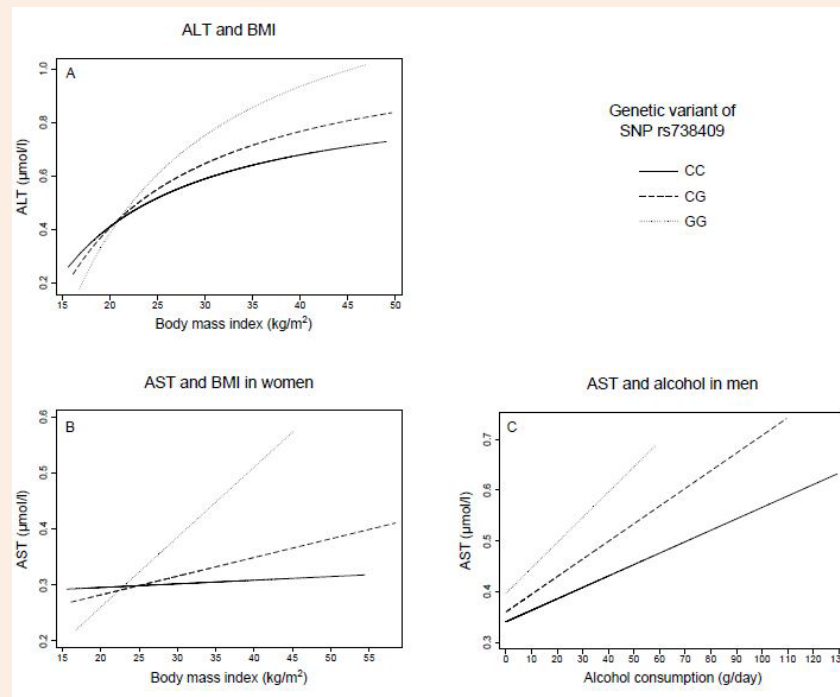 ALT and BMI
A
1.0
0.8
0.6
0.4
0.2
ALT (µmol/l)
15 20 25 30 35 40 45 50
Body mass index (kg/m²)
Genetic variant of
SNP rs738409
CC
CG
GG
AST and BMI in women
B
0.6
0.5
0.4
0.3
0.2
AST (µmol/l)
15 20 25 30 35 40 45 55
Body mass index (kg/m²)
AST and alcohol in men
C
0.7
0.6
0.5
0.4
0.3
AST (µmol/l)
0 10 20 30 40 50 60 70 80 90 100 110 120
Alcohol consumption (g/day)